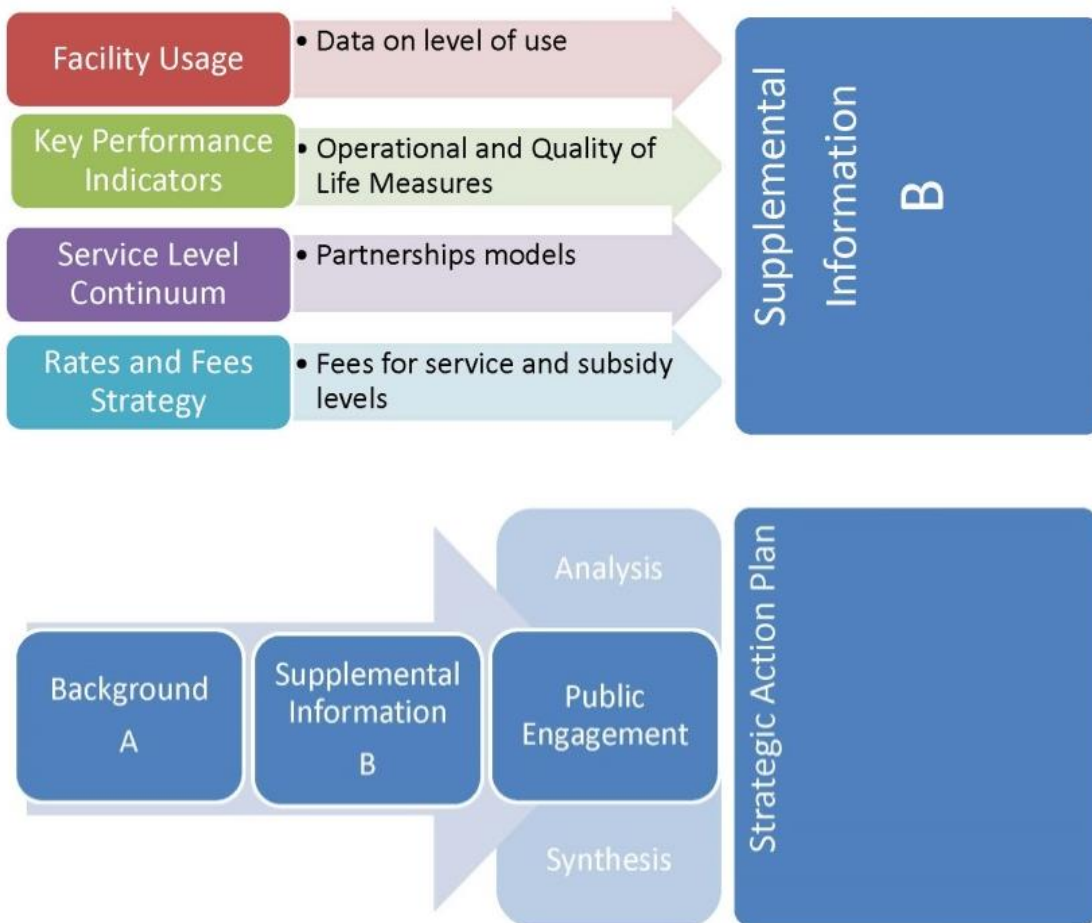 Facility Usage
• Data on level of use
Key Performance
Indicators
• Operational and Quality of
Life Measures
Service Level
Continuum
• Partnerships models
Rates and Fees
Strategy
• Fees for service and subsidy
levels
Supplemental
Information
B
Analysis
Background
A
Supplemental
Information
B
Public
Engagement
Synthesis
Strategic Action Plan